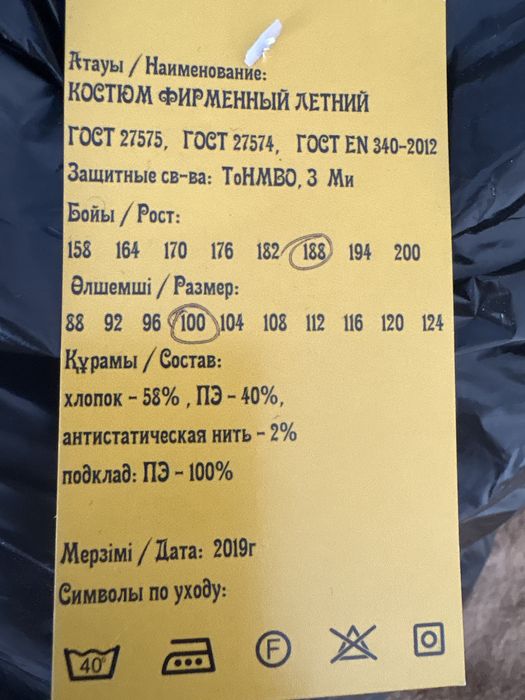 Атауы / Наименование:
КОСТЮМ ФИРМЕННЫЙ ЛЕТНИЙ
ГОСТ 27575, ГОСТ 27574, ГОСТ EN 340-2012
Защитные св-ва: ТоНМВО, З Ми
Бойы / Рост:
158 164 170 176 182 188 194 200
Өлшемші / Размер:
88 92 96 100 104 108 112 116 120 124
Құрамы / Состав:
хлопок - 58% , ПЭ - 40%,
антистатическая нить - 2%
подклад: ПЭ - 100%
Мерзімі / Дата: 2019г
Символы по уходу:
40° F